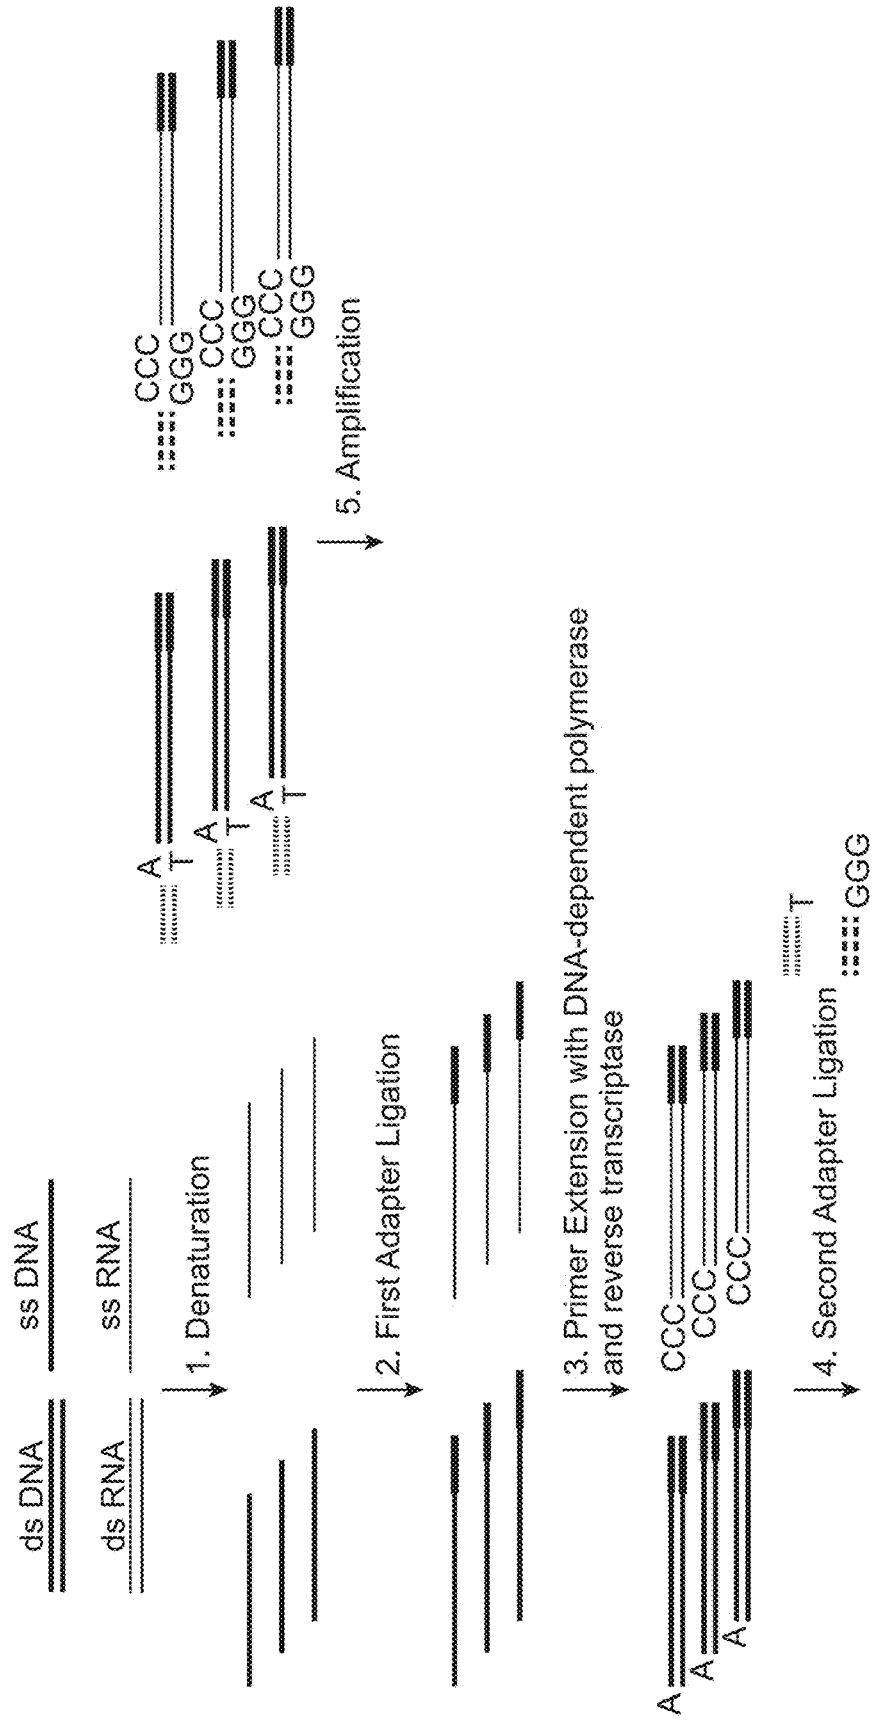 ds DNA
ss DNA
ds RNA
ss RNA
1. Denaturation
2. First Adapter Ligation
3. Primer Extension with DNA-dependent polymerase
and reverse transcriptase
A
A
A
CCC
CCC
CCC
4. Second Adapter Ligation
T
GGG
A
T
A
T
A
T
CCC
GGG
CCC
GGG
CCC
GGG
5. Amplification